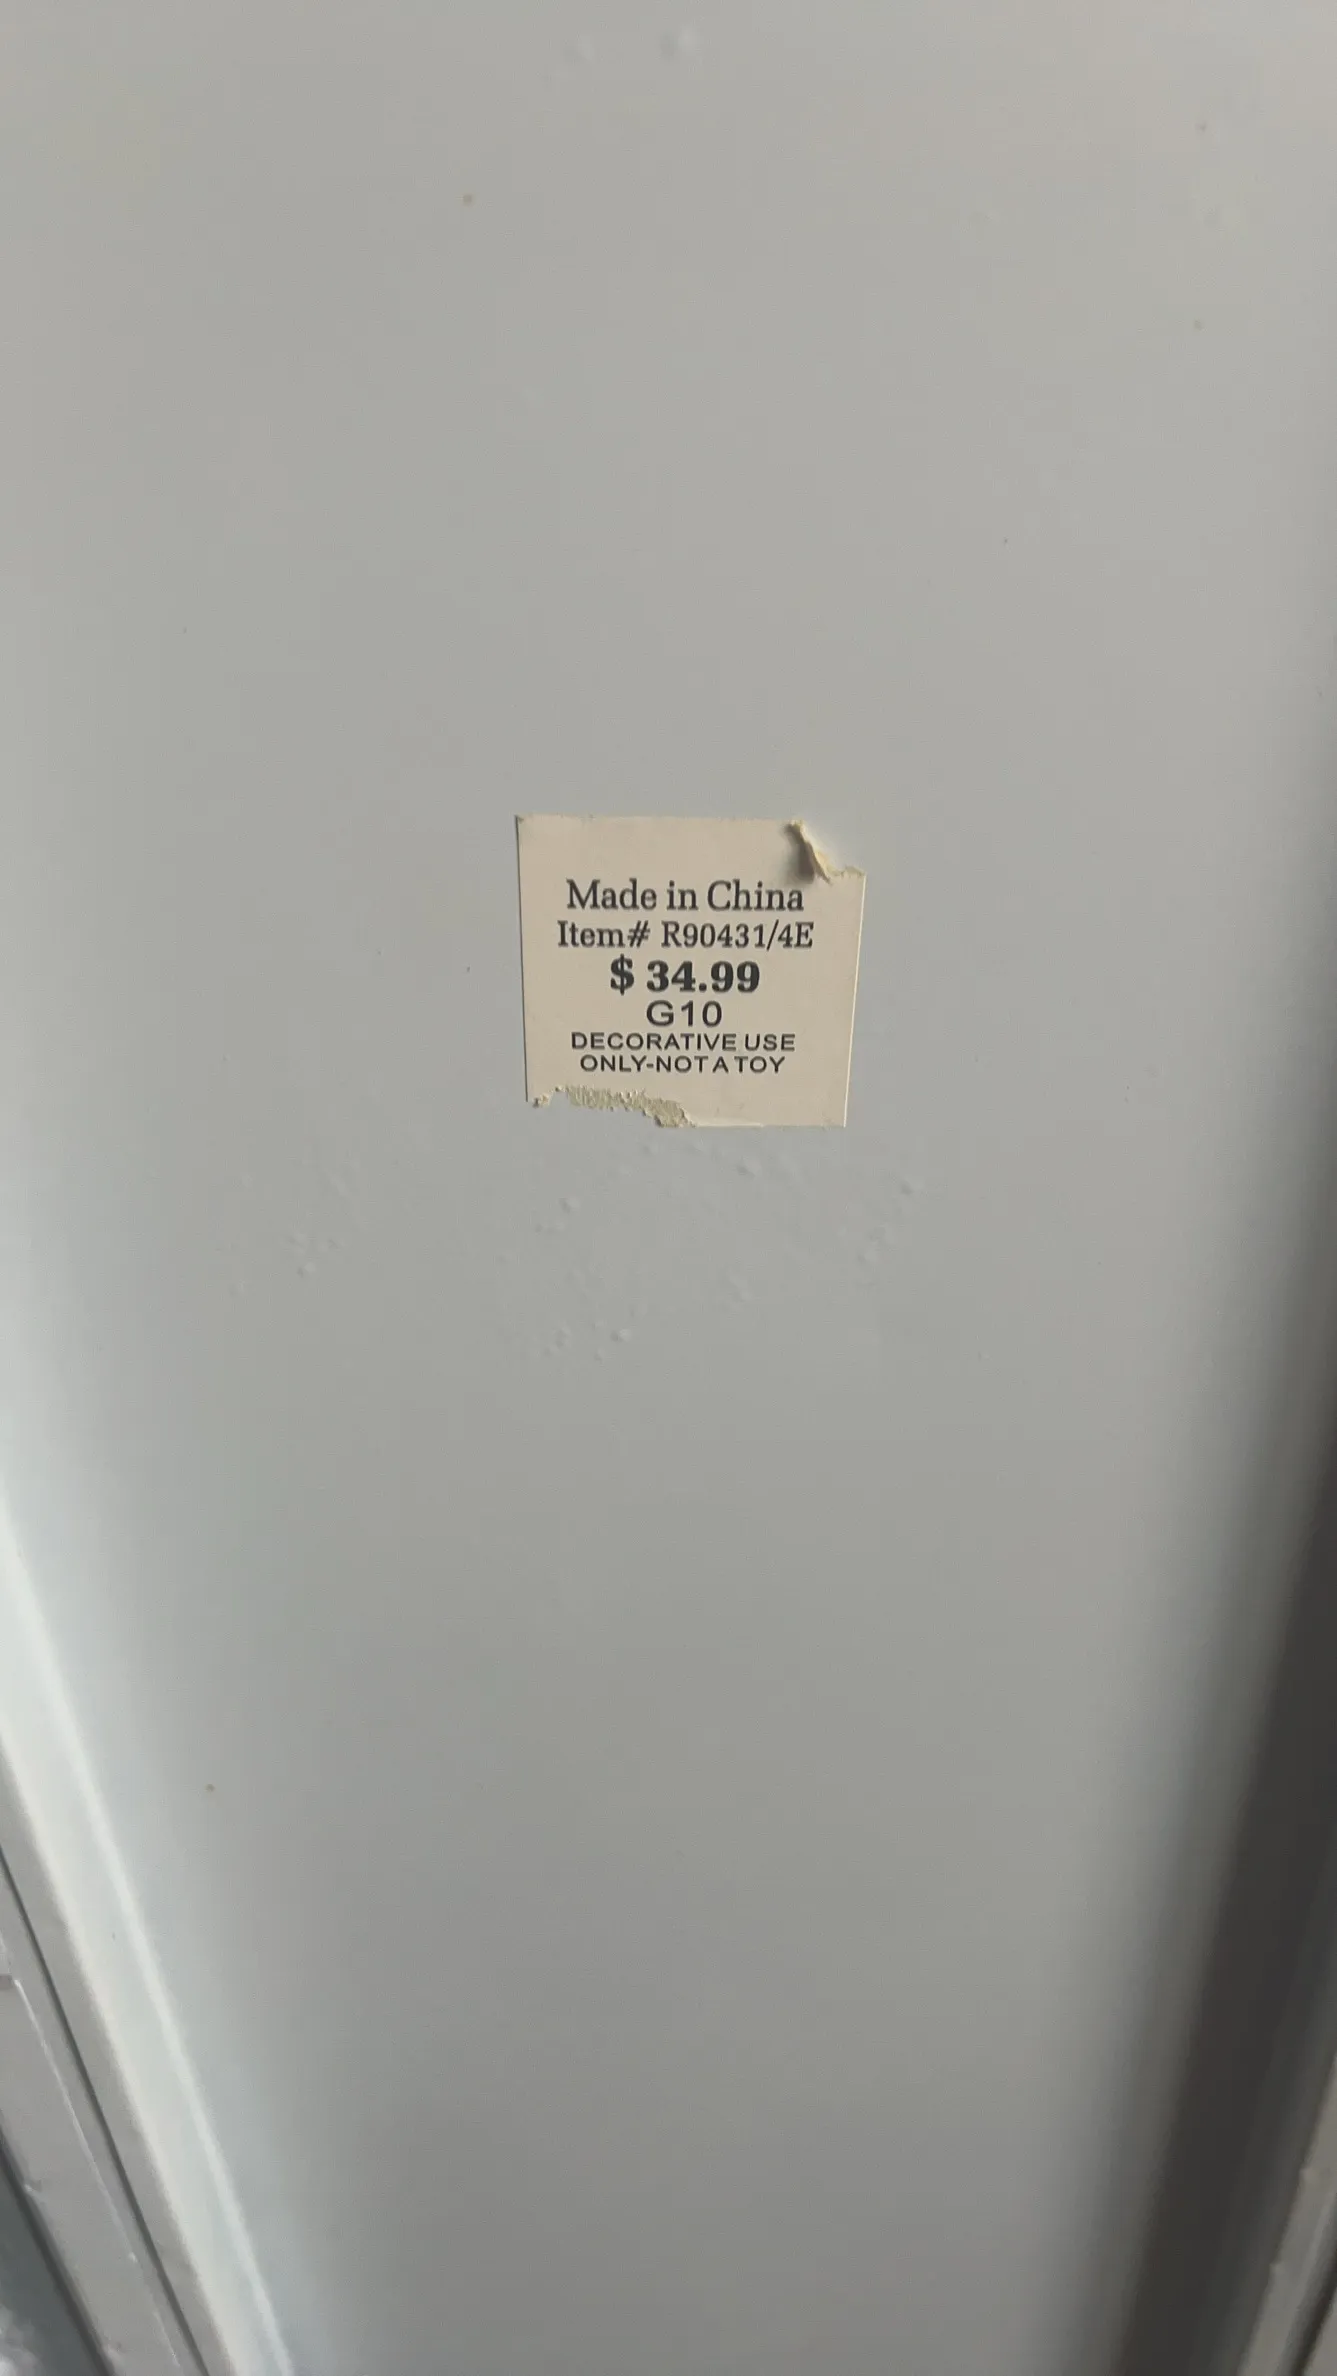 Made in China
Item# R90431/4E
$ 34.99
G10
DECORATIVE USE
ONLY-NOT A TOY